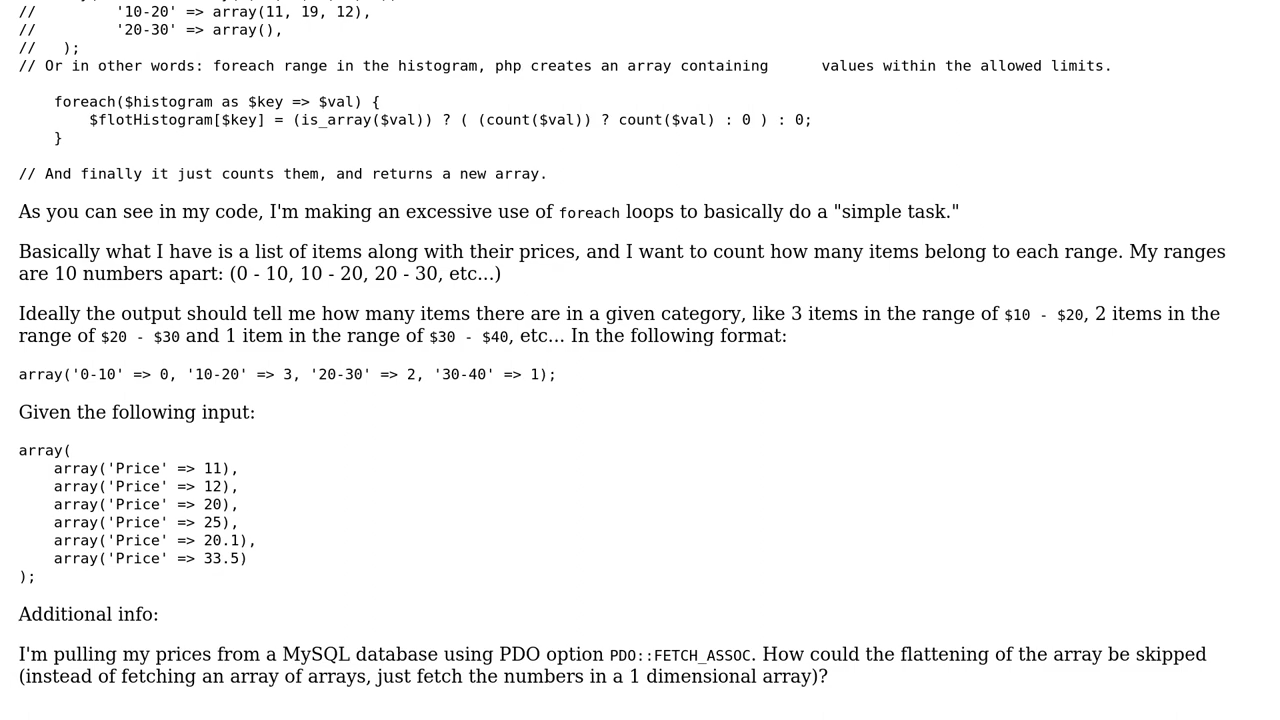 //         '10-20' => array(11, 19, 12),
//         '20-30' => array(),
//   );
// Or in other words: foreach range in the histogram, php creates an array containing      values within the allowed limits.
    foreach($histogram as $key => $val) {
        $flotHistogram[$key] = (is_array($val)) ? ( (count($val)) ? count($val) : 0 ) : 0;
    }
// And finally it just counts them, and returns a new array.
As you can see in my code, I'm making an excessive use of foreach loops to basically do a "simple task."
Basically what I have is a list of items along with their prices, and I want to count how many items belong to each range. My ranges
are 10 numbers apart: (0 - 10, 10 - 20, 20 - 30, etc...)
Ideally the output should tell me how many items there are in a given category, like 3 items in the range of $10 - $20, 2 items in the
range of $20 - $30 and 1 item in the range of $30 - $40, etc... In the following format:
array('0-10' => 0, '10-20' => 3, '20-30' => 2, '30-40' => 1);
Given the following input:
array(
    array('Price' => 11),
    array('Price' => 12),
    array('Price' => 20),
    array('Price' => 25),
    array('Price' => 20.1),
    array('Price' => 33.5)
);
Additional info:
I'm pulling my prices from a MySQL database using PDO option PDO::FETCH_ASSOC. How could the flattening of the array be skipped
(instead of fetching an array of arrays, just fetch the numbers in a 1 dimensional array)?